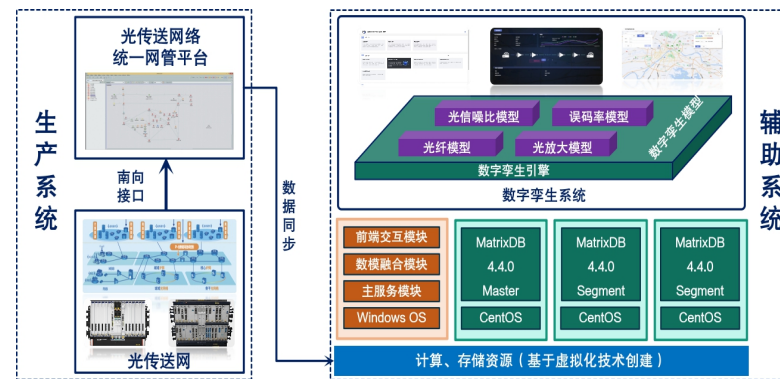 生产系统
光传送网络
统一网管平台
南向
接口
光传送网
数据同步
光信噪比模型
误码率模型
光纤模型
光放大模型
数字孪生模型
数字孪生引擎
数字孪生系统
前端交互模块
数模融合模块
主服务模块
Windows OS
MatrixDB
4.4.0
Master
CentOS
MatrixDB
4.4.0
Segment
CentOS
MatrixDB
4.4.0
Segment
CentOS
计算、存储资源（基于虚拟化技术创建）
辅助系统